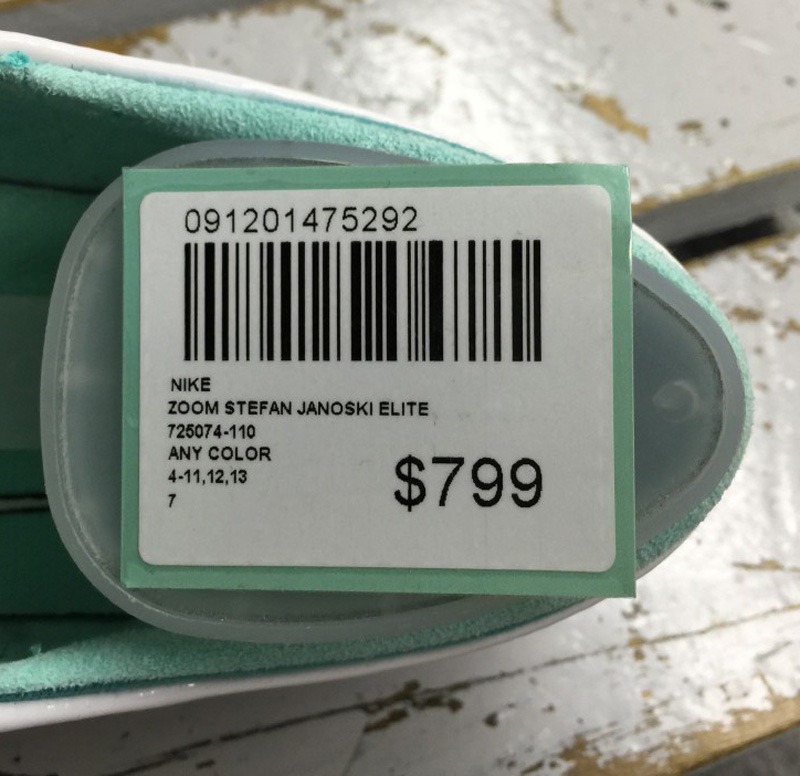 091201475292
NIKE
ZOOM STEFAN JANOSKI ELITE
725074-110
ANY COLOR
4-11,12,13
7
$799